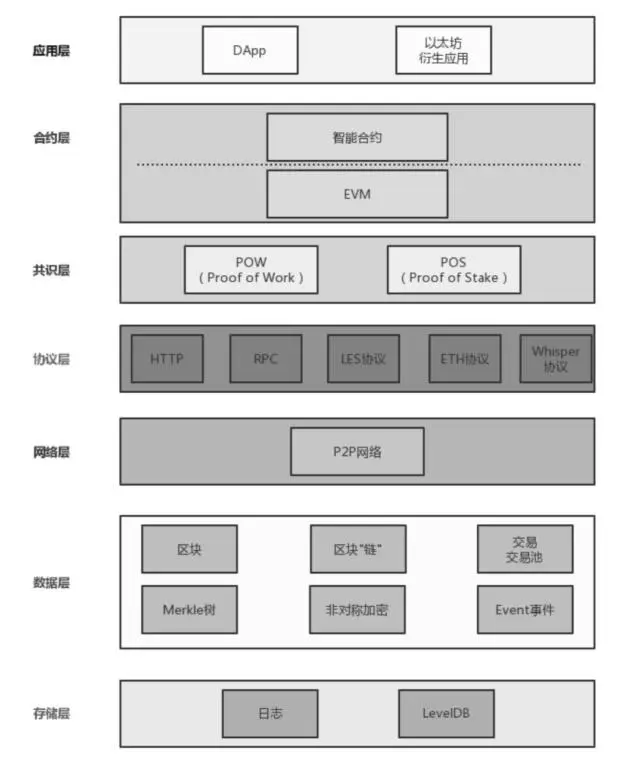 应用层
DApp
以太坊
衍生应用
合约层
智能合约
EVM
共识层
POW
( Proof of Work )
POS
( Proof of Stake )
协议层
HTTP
RPC
LES协议
ETH协议
Whisper
协议
网络层
P2P网络
数据层
区块
区块"链"
交易
交易池
Merkle树
非对称加密
Event事件
存储层
日志
LevelDB